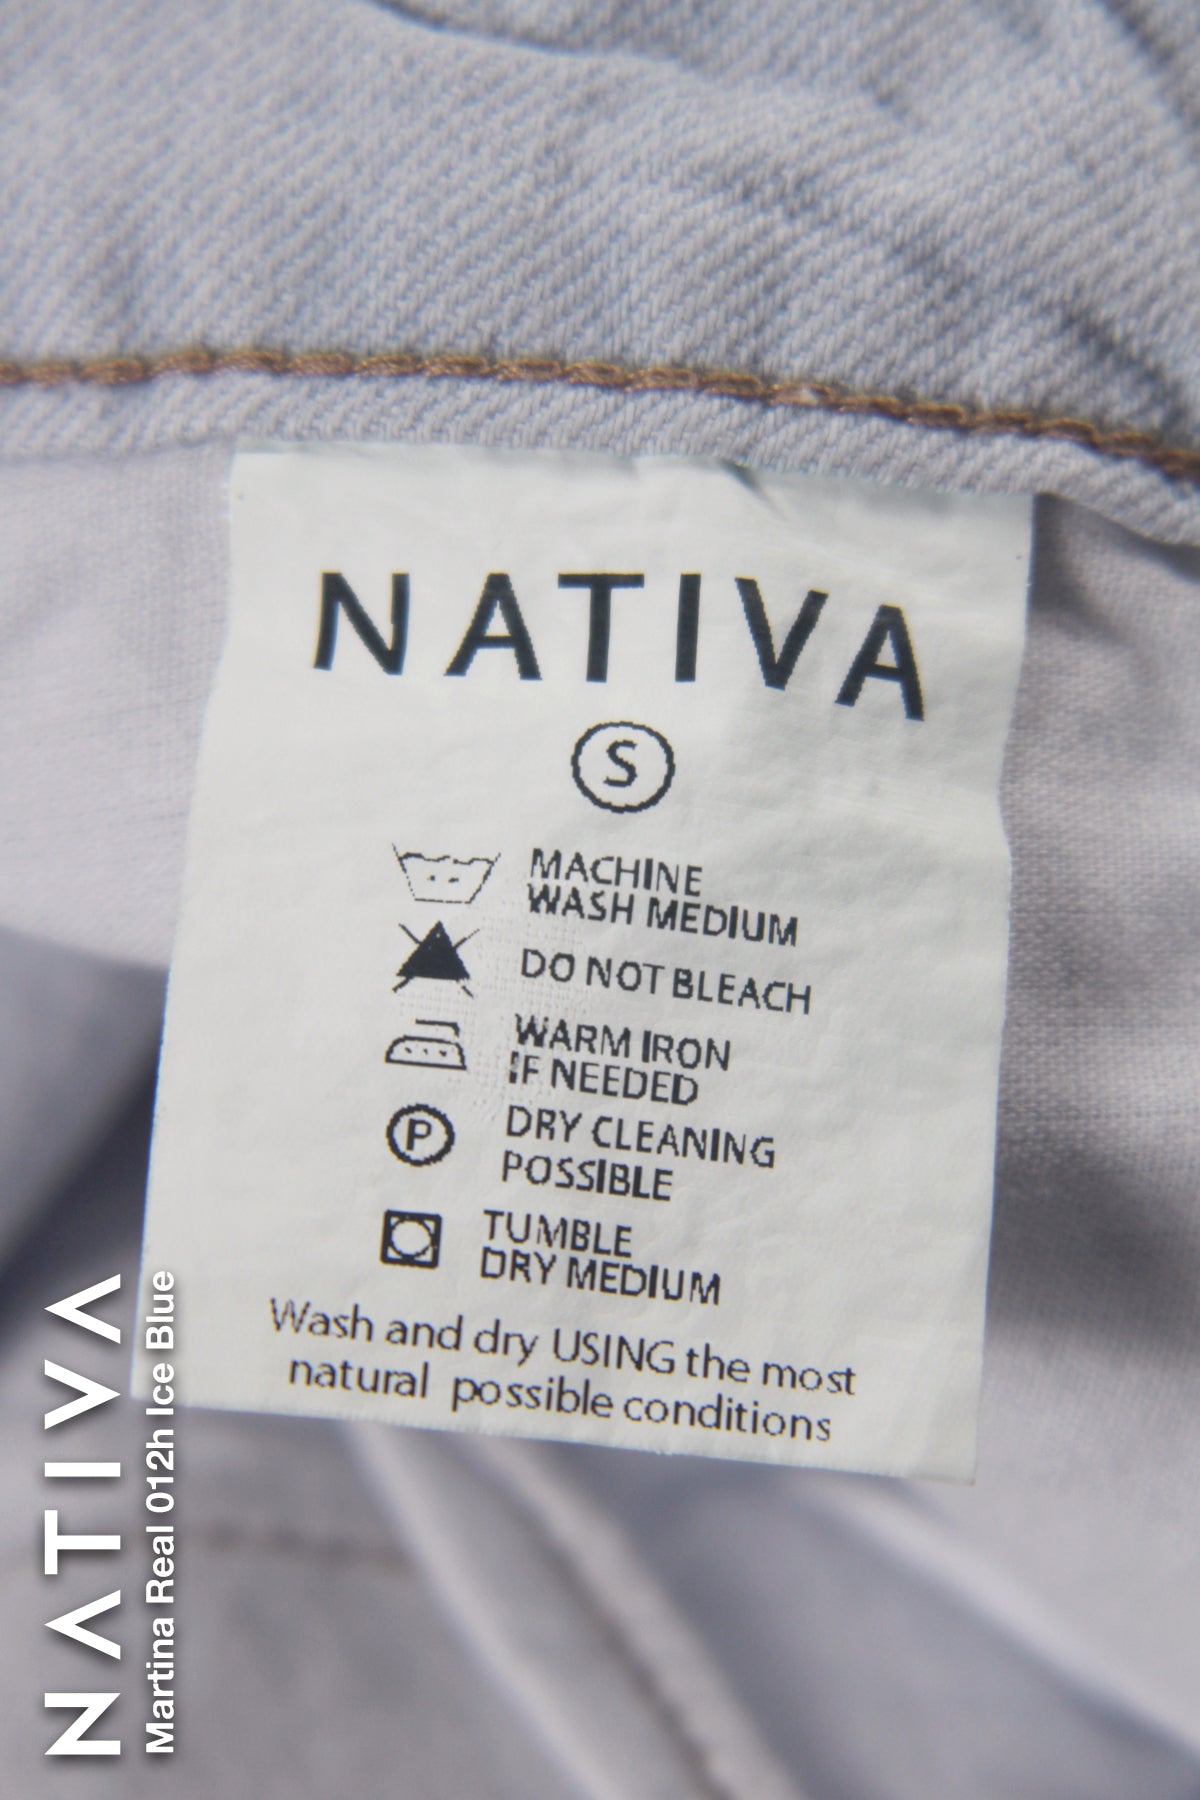 NATIVA
S
MACHINE
WASH MEDIUM
DO NOT BLEACH
WARM IRON
IF NEEDED
P
DRY CLEANING
POSSIBLE
TUMBLE
DRY MEDIUM
Wash and dry USING the most
natural possible conditions
NATIVA
Martina Real 012h Ice Blue